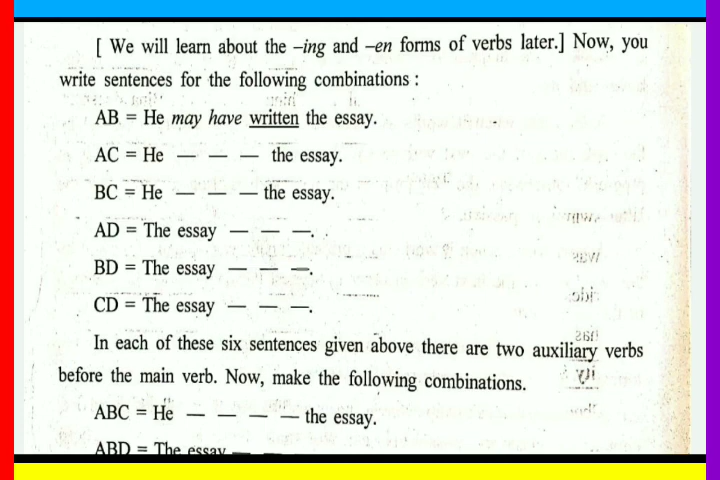 [ We will learn about the –ing and –en forms of verbs later.] Now, you
write sentences for the following combinations :
AB = He may have written the essay.
AC = He — — — the essay.
BC = He — — — the essay.
AD = The essay — — —.
BD = The essay — — —.
CD = The essay — — —.
In each of these six sentences given above there are two auxiliary verbs
before the main verb. Now, make the following combinations.
ABC = He — — — — the essay.
ABD = The essay — —